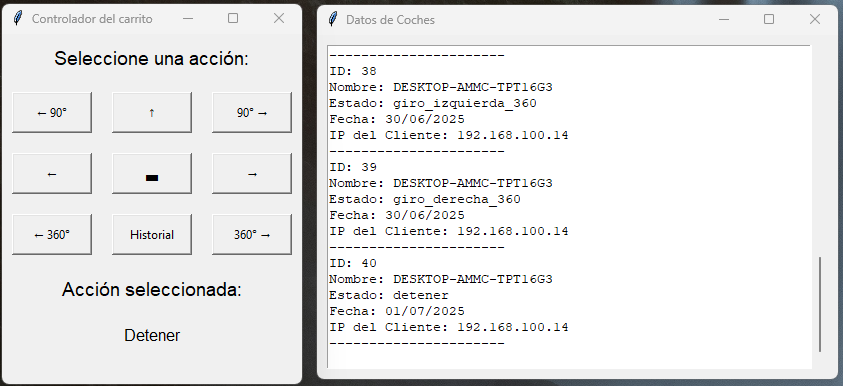 Controlador del carrito
Seleccione una acción:
← 90° ↑ 90° →
← ▬ →
← 360° Historial 360° →
Acción seleccionada:
Detener
Datos de Coches
----------------------
ID: 38
Nombre: DESKTOP-AMMC-TPT16G3
Estado: giro_izquierda_360
Fecha: 30/06/2025
IP del Cliente: 192.168.100.14
----------------------
ID: 39
Nombre: DESKTOP-AMMC-TPT16G3
Estado: giro_derecha_360
Fecha: 30/06/2025
IP del Cliente: 192.168.100.14
----------------------
ID: 40
Nombre: DESKTOP-AMMC-TPT16G3
Estado: detener
Fecha: 01/07/2025
IP del Cliente: 192.168.100.14
----------------------